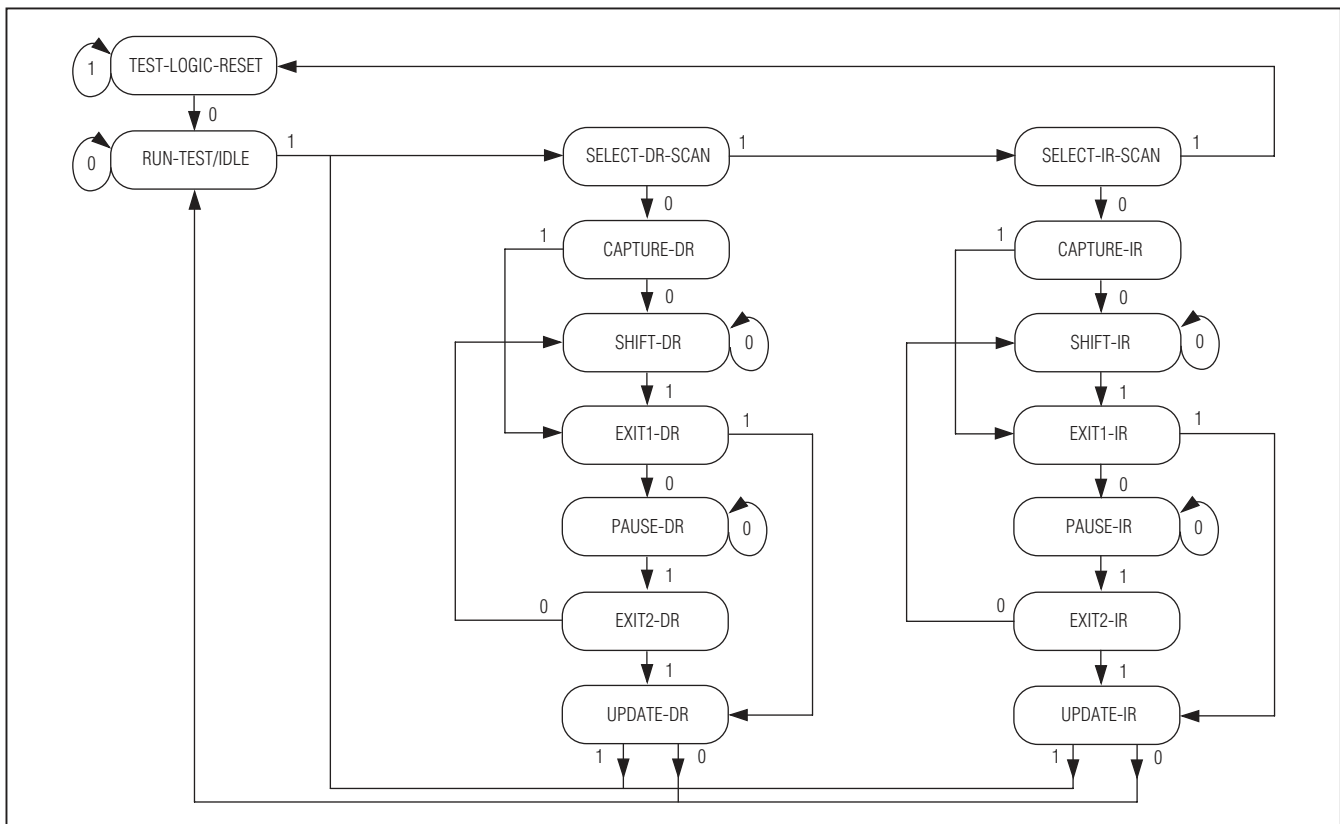 TEST-LOGIC-RESET
1
0
RUN-TEST/IDLE
0
1
SELECT-DR-SCAN
1
0
CAPTURE-DR
1
0
SHIFT-DR
0
1
EXIT1-DR
1
0
PAUSE-DR
0
1
EXIT2-DR
0
1
UPDATE-DR
1
0
SELECT-IR-SCAN
1
0
CAPTURE-IR
1
0
SHIFT-IR
0
1
EXIT1-IR
1
0
PAUSE-IR
0
1
EXIT2-IR
0
1
UPDATE-IR
1
0